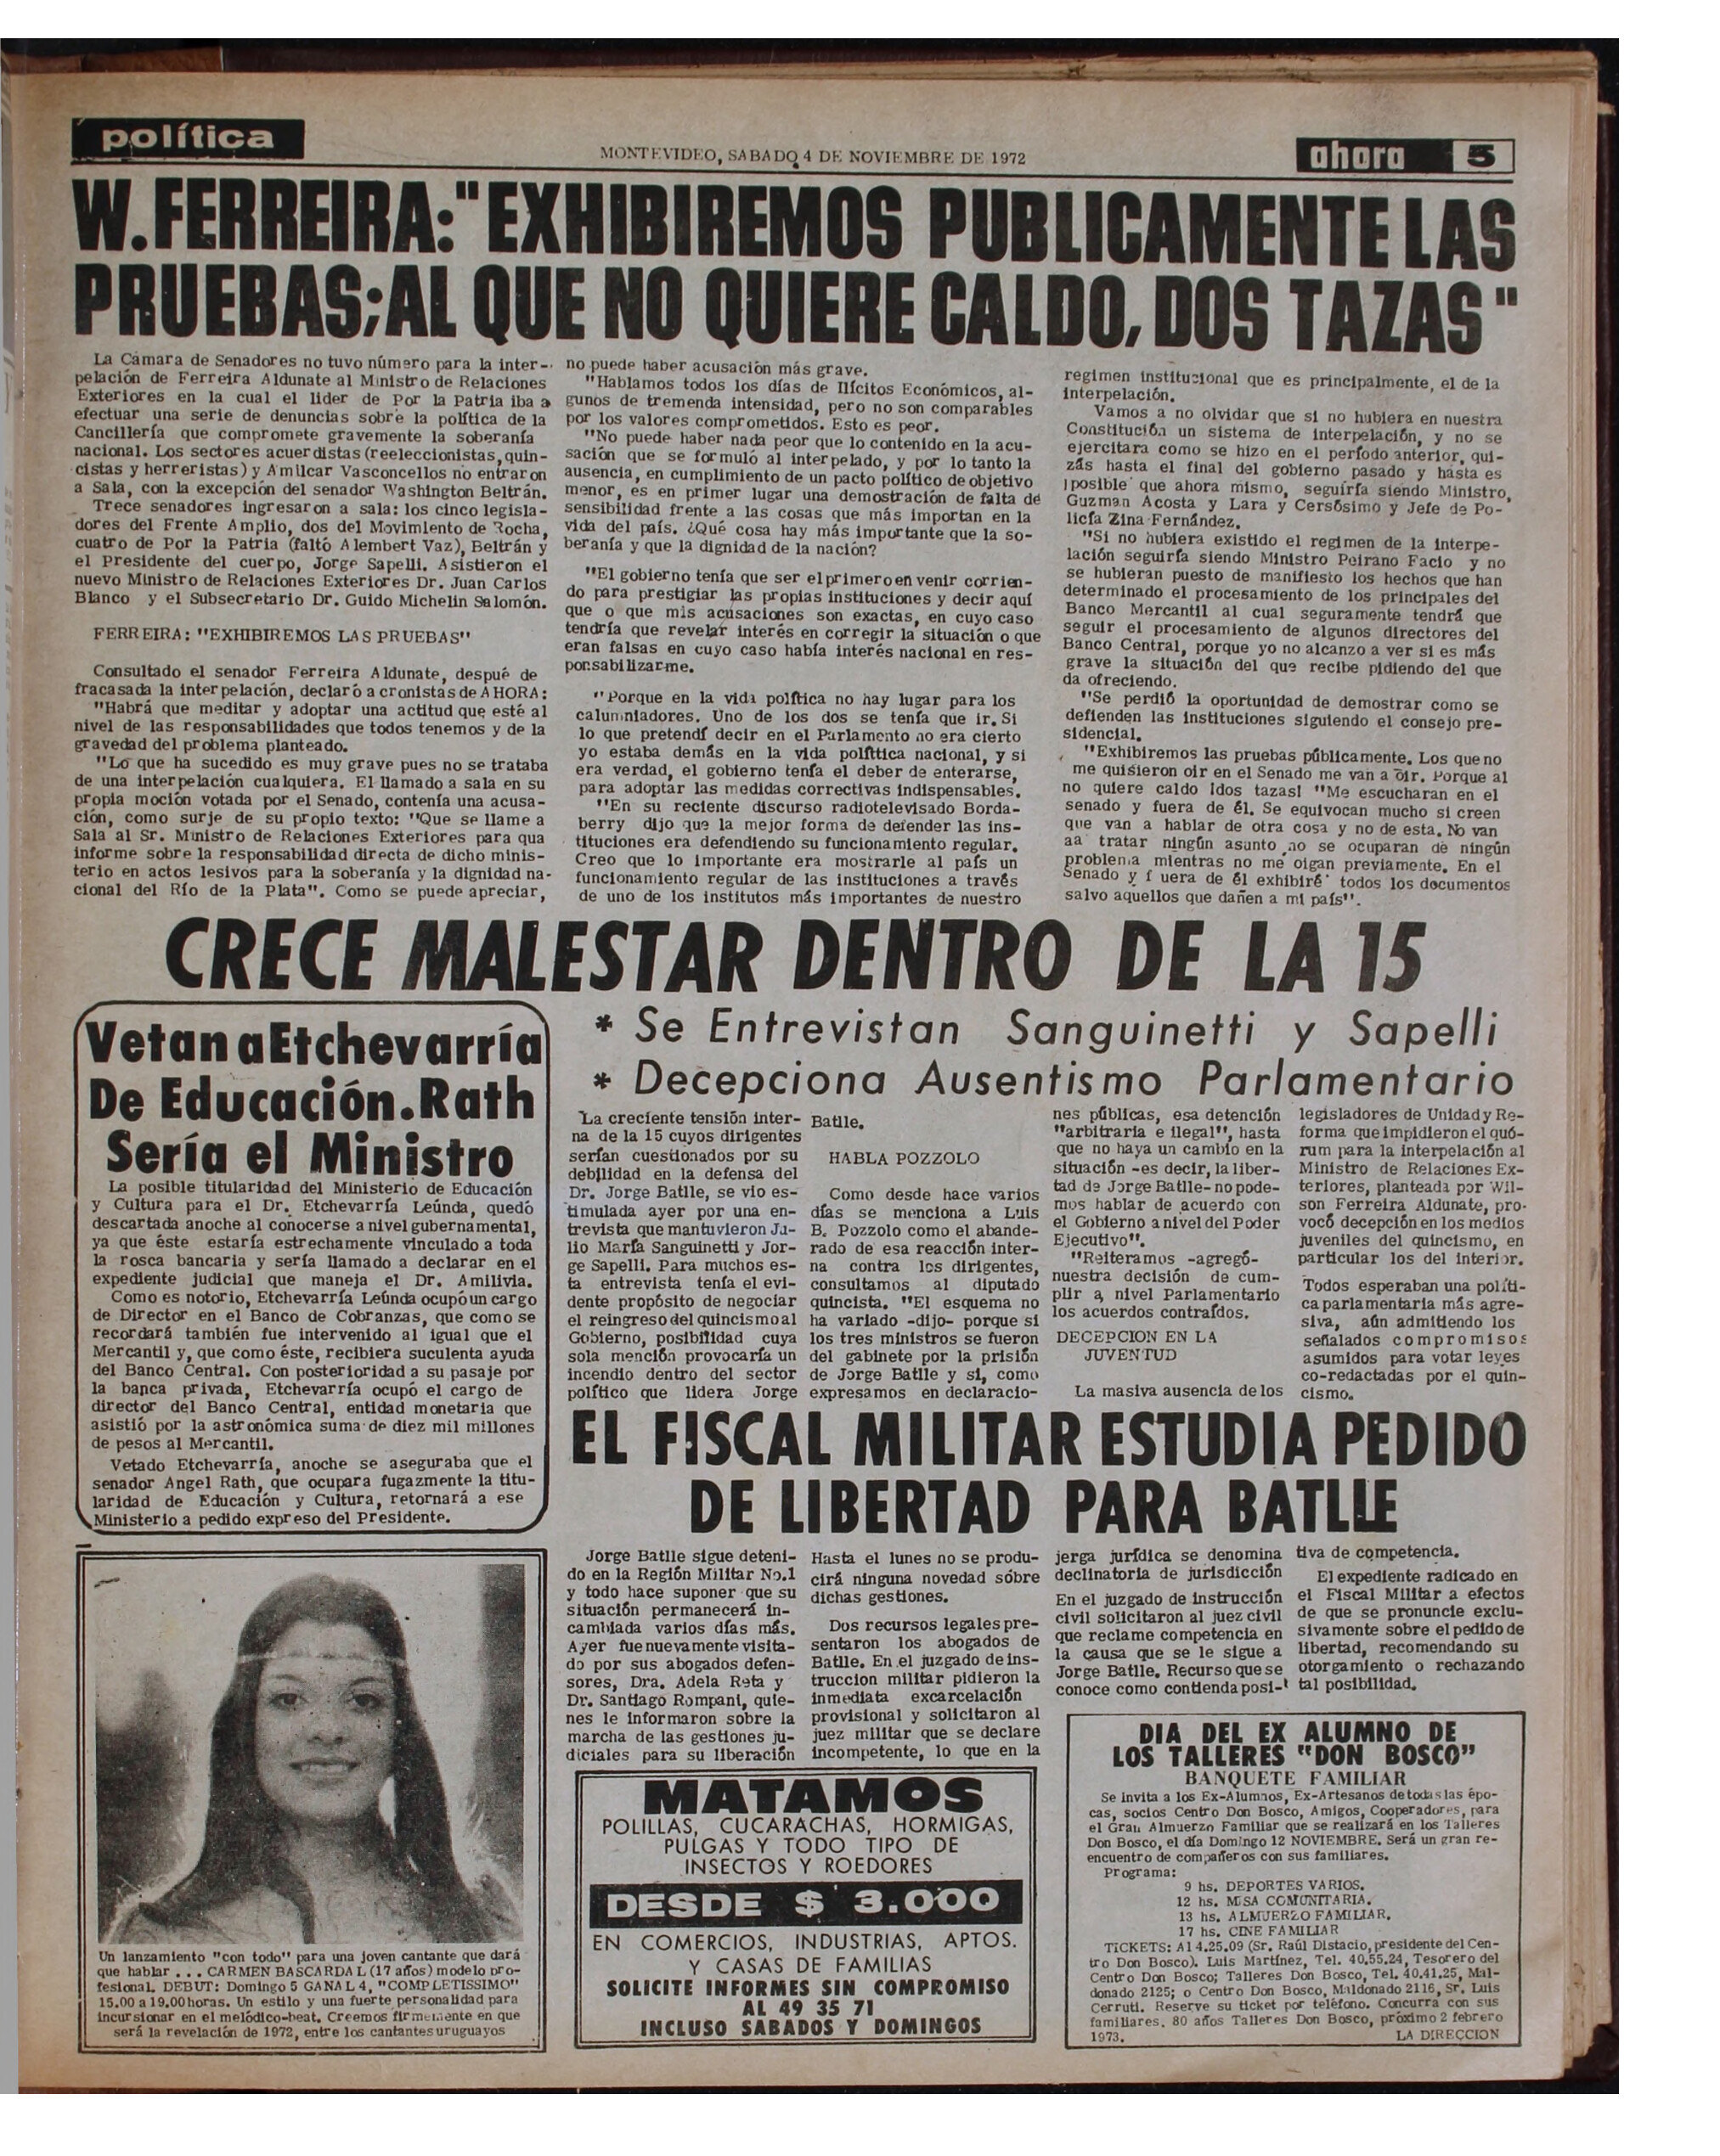 política
MONTEVIDEO, SABADO 4 DE NOVIEMBRE DE 1972
ahora 5
W. FERREIRA: "EXHIBIREMOS PUBLICAMENTE LAS
PRUEBAS; AL QUE NO QUIERE CALDO, DOS TAZAS"
La Cámara de Senadores no tuvo número para la inter-
pelación de Ferreira Aldunate al Ministro de Relaciones
Exteriores en la cual el lider de Por la Patria iba a
efectuar una serie de denuncias sobre la política de la
Cancillería que compromete gravemente la soberanía
nacional. Los sectores acuerdistas (reeleccionistas, quin-
cistas y herreristas) y Amílcar Vasconcellos no entraron
a Sala, con la excepción del senador Washington Beltrán.
Trece senadores ingresaron a sala: los cinco legisla-
dores del Frente Amplio, dos del Movimiento de Rocha,
cuatro de Por la Patria (faltó Alembert Vaz), Beltrán y
el Presidente del cuerpo, Jorge Sapelli. Asistieron el
nuevo Ministro de Relaciones Exteriores Dr. Juan Carlos
Blanco y el Subsecretario Dr. Guido Michelin Salomón.
FERREIRA: "EXHIBIREMOS LAS PRUEBAS"
Consultado el senador Ferreira Aldunate, despué de
fracasada la interpelación, declaró a cronistas de AHORA:
"Habrá que meditar y adoptar una actitud que esté al
nivel de las responsabilidades que todos tenemos y de la
gravedad del problema planteado.
"Lo que ha sucedido es muy grave pues no se trataba
de una interpelación cualquiera. El llamado a sala en su
propia moción votada por el Senado, contenía una acusa-
ción, como surje de su propio texto: "Que se llame a
Sala al Sr. Ministro de Relaciones Exteriores para qua
informe sobre la responsabilidad directa de dicho minis-
terio en actos lesivos para la soberanía y la dignidad na-
cional del Río de la Plata". Como se puede apreciar,
no puede haber acusación más grave.
"Hablamos todos los días de Ilícitos Económicos, al-
gunos de tremenda intensidad, pero no son comparables
por los valores comprometidos. Esto es peor.
"No puede haber nada peor que lo contenido en la acu-
sación que se formuló al interpelado, y por lo tanto la
ausencia, en cumplimiento de un pacto político de objetivo
menor, es en primer lugar una demostración de falta de
sensibilidad frente a las cosas que más importan en la
vida del país. ¿Qué cosa hay más importante que la so-
beranía y que la dignidad de la nación?
"El gobierno tenía que ser el primero en venir corrien-
do para prestigiar las propias instituciones y decir aquí
que o que mis acusaciones son exactas, en cuyo caso
tendría que revelar interés en corregir la situación o que
eran falsas en cuyo caso había interés nacional en res-
ponsabilizarme.
"Porque en la vida política no hay lugar para los
calumniadores. Uno de los dos se tenía que ir. Si
lo que pretendí decir en el Parlamento no era cierto
yo estaba demás en la vida políttica nacional, y si
era verdad, el gobierno tenía el deber de enterarse,
para adoptar las medidas correctivas indispensables.
"En su reciente discurso radiotelevisado Borda-
berry dijo que la mejor forma de defender las ins-
tituciones era defendiendo su funcionamiento regular.
Creo que lo importante era mostrarle al país un
funcionamiento regular de las instituciones a través
de uno de los institutos más importantes de nuestro
regimen institucional que es principalmente, el de la
interpelación.
Vamos a no olvidar que si no hubiera en nuestra
Constitución un sistema de interpelación, y no se
ejercitara como se hizo en el período anterior, qui-
zás hasta el final del gobierno pasado y hasta es
posible que ahora mismo, seguiría siendo Ministro,
Guzman Acosta y Lara y Cersósimo y Jefe de Po-
licía Zina Fernández.
"Si no hubiera existido el regimen de la interpe-
lación seguiría siendo Ministro Peirano Facio y no
se hubieran puesto de manifiesto los hechos que han
determinado el procesamiento de los principales del
Banco Mercantil al cual seguramente tendrá que
seguir el procesamiento de algunos directores del
Banco Central, porque yo no alcanzo a ver si es más
grave la situación del que recibe pidiendo del que
da ofreciendo.
"Se perdió la oportunidad de demostrar como se
defienden las instituciones siguiendo el consejo pre-
sidencial.
"Exhibiremos las pruebas públicamente. Los que no
me quisieron oir en el Senado me van a oir. Porque al
no quiere caldo ¡dos tazas! "Me escucharan en el
senado y fuera de él. Se equivocan mucho si creen
que van a hablar de otra cosa y no de esta. No van
aa tratar ningún asunto ,no se ocuparan de ningún
problema mientras no me oigan previamente. En el
Senado y f uera de él exhibiré todos los documentos
salvo aquellos que dañen a mi país".
CRECE MALESTAR DENTRO DE LA 15
* Se Entrevistan Sanguinetti y Sapelli
* Decepciona Ausentismo Parlamentario
Vetan a Etchevarría
De Educación. Rath
Sería el Ministro
La posible titularidad del Ministerio de Educación
y Cultura para el Dr. Etchevarría Leúnda, quedó
descartada anoche al conocerse a nivel gubernamental,
ya que éste estaría estrechamente vinculado a toda
la rosca bancaria y sería llamado a declarar en el
expediente judicial que maneja el Dr. Amilivia.
Como es notorio, Etchevarría Leúnda ocupó un cargo
de Director en el Banco de Cobranzas, que como se
recordará también fue intervenido al igual que el
Mercantil y, que como éste, recibiera suculenta ayuda
del Banco Central. Con posterioridad a su pasaje por
la banca privada, Etchevarría ocupó el cargo de
director del Banco Central, entidad monetaria que
asistió por la astronómica suma de diez mil millones
de pesos al Mercantil.
Vetado Etchevarría, anoche se aseguraba que el
senador Angel Rath, que ocupara fugazmente la titu-
laridad de Educación y Cultura, retornará a ese
Ministerio a pedido expreso del Presidente.
La creciente tensión inter-
na de la 15 cuyos dirigentes
serían cuestionados por su
debilidad en la defensa del
Dr. Jorge Batlle, se vio es-
timulada ayer por una en-
trevista que mantuvieron Ju-
lio María Sanguinetti y Jor-
ge Sapelli. Para muchos es-
ta entrevista tenía el evi-
dente propósito de negociar
el reingreso del quincismo al
Gobierno, posibilidad cuya
sola mención provocaría un
incendio dentro del sector
político que lidera Jorge
Batlle.
HABLA POZZOLO
Como desde hace varios
días se menciona a Luis
B. Pozzolo como el abande-
rado de esa reacción inter-
na contra los dirigentes,
consultamos al diputado
quincista. "El esquema no
ha variado -dijo- porque si
los tres ministros se fueron
del gabinete por la prisión
de Jorge Batlle y si, como
expresamos en declaracio-
nes públicas, esa detención
"arbitraria e ilegal", hasta
que no haya un cambio en la
situación -es decir, la liber-
tad de Jorge Batlle- no pode-
mos hablar de acuerdo con
el Gobierno a nivel del Poder
Ejecutivo".
"Reiteramos -agregó-
nuestra decisión de cum-
plir a nivel Parlamentario
los acuerdos contraídos.
DECEPCION EN LA
JUVENTUD
La masiva ausencia de los
legisladores de Unidad y Re-
forma que impidieron el quó-
rum para la interpelación al
Ministro de Relaciones Ex-
teriores, planteada por Wil-
son Ferreira Aldunate, pro-
vocó decepción en los medios
juveniles del quincismo, en
particular los del interior.
Todos esperaban una políti-
ca parlamentaria más agre-
siva, aún admitiendo los
señalados compromisos
asumidos para votar leyes
co-redactadas por el quin-
cismo.
EL FISCAL MILITAR ESTUDIA PEDIDO
DE LIBERTAD PARA BATLLE
Jorge Batlle sigue deteni-
do en la Región Militar No.1
y todo hace suponer que su
situación permanecerá in-
cambiada varios días más.
Ayer fue nuevamente visita-
do por sus abogados defen-
sores, Dra. Adela Reta y
Dr. Santiago Rompani, quie-
nes le informaron sobre la
marcha de las gestiones ju-
diciales para su liberación
Hasta el lunes no se produ-
cirá ninguna novedad sobre
dichas gestiones.
Dos recursos legales pre-
sentaron los abogados de
Batlle. En el juzgado de ins-
truccion militar pidieron la
inmediata excarcelación
provisional y solicitaron al
juez militar que se declare
incompetente, lo que en la
jerga jurídica se denomina
declinatoria de jurisdicción
En el juzgado de instrucción
civil solicitaron al juez civil
que reclame competencia en
la causa que se le sigue a
Jorge Batlle. Recurso que se
conoce como contienda posi-
tiva de competencia.
El expediente radicado en
el Fiscal Militar a efectos
de que se pronuncie exclu-
sivamente sobre el pedido de
libertad, recomendando su
otorgamiento o rechazando
tal posibilidad.
Un lanzamiento "con todo" para una joven cantante que dará
que hablar . . . CARMEN BASCARDAL (17 años) modelo pro-
fesional. DEBUT: Domingo 5 GANAL 4, "COMPLETISSIMO"
15.00 a 19.00 horas. Un estilo y una fuerte personalidad para
incursionar en el melódico-beat. Creemos firmemente en que
será la revelación de 1972, entre los cantantes uruguayos
MATAMOS
POLILLAS, CUCARACHAS, HORMIGAS,
PULGAS Y TODO TIPO DE
INSECTOS Y ROEDORES
DESDE $ 3.000
EN COMERCIOS, INDUSTRIAS, APTOS.
Y CASAS DE FAMILIAS
SOLICITE INFORMES SIN COMPROMISO
AL 49 35 71
INCLUSO SABADOS Y DOMINGOS
DIA DEL EX ALUMNO DE
LOS TALLERES "DON BOSCO"
BANQUETE FAMILIAR
Se invita a los Ex-Alumnos, Ex-Artesanos de todas las épo-
cas, socios Centro Don Bosco, Amigos, Cooperadores, para
el Gran Almuerzo Familiar que se realizará en los Talleres
Don Bosco, el día Domingo 12 NOVIEMBRE. Será un gran re-
encuentro de compañeros con sus familiares.
Programa:
9 hs. DEPORTES VARIOS.
12 hs. MISA COMUNITARIA.
13 hs. ALMUERZO FAMILIAR.
17 hs. CINE FAMILIAR
TICKETS: Al 4.25.09 (Sr. Raúl Distacio, presidente del Cen-
tro Don Bosco). Luis Martínez, Tel. 40.55.24, Tesorero del
Centro Don Bosco; Talleres Don Bosco, Tel. 40.41.25, Mal-
donado 2125; o Centro Don Bosco, Maldonado 2116, Sr. Luis
Cerruti. Reserve su ticket por teléfono. Concurra con sus
familiares. 80 años Talleres Don Bosco, próximo 2 febrero
1973.
LA DIRECCION